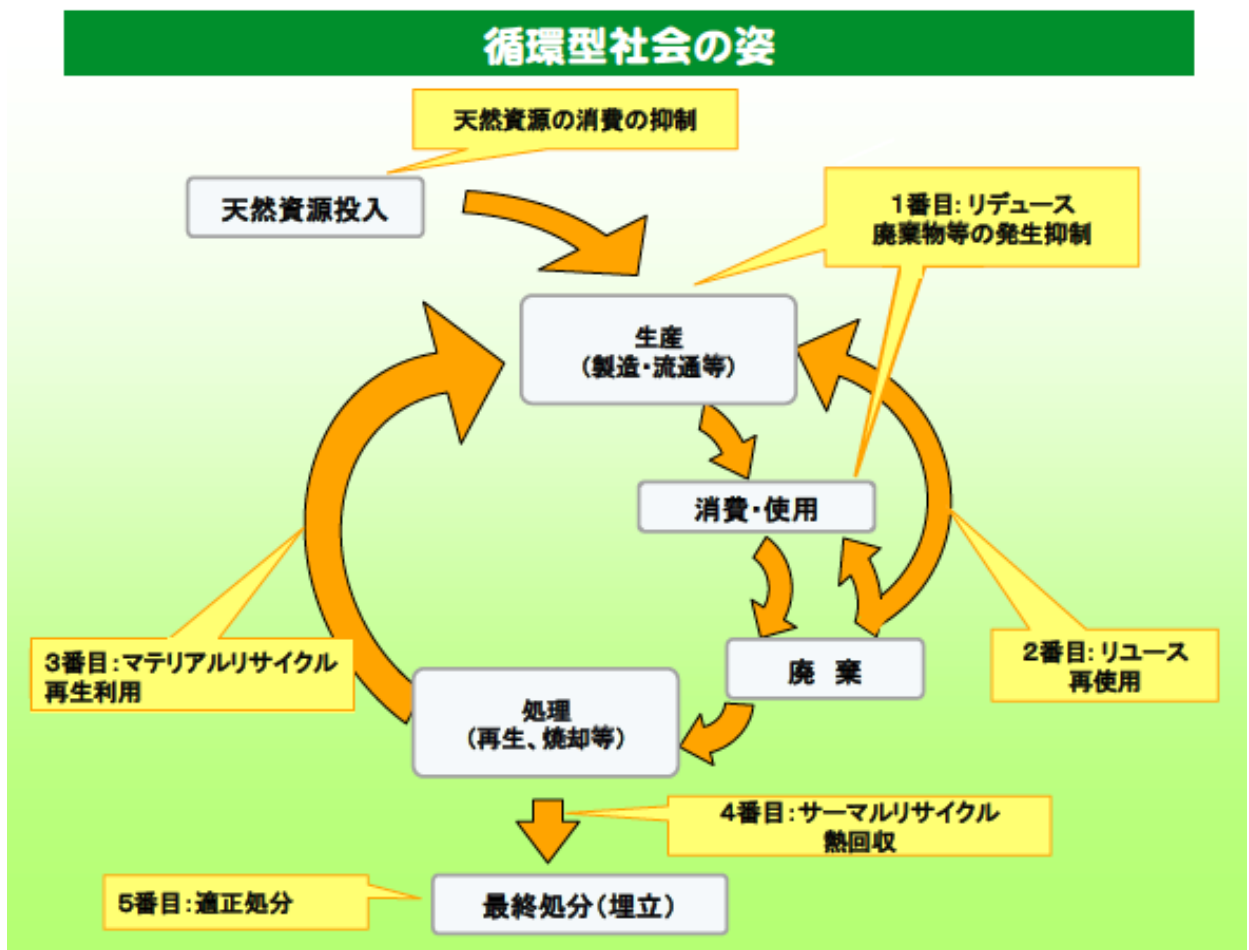 循環型社会の姿
天然資源の消費の抑制
天然資源投入
1番目：リデュース
廃棄物等の発生抑制
生産
（製造・流通等）
消費・使用
3番目：マテリアルリサイクル
再生利用
2番目：リユース
再使用
廃　棄
処理
（再生、焼却等）
4番目：サーマルリサイクル
熱回収
5番目：適正処分
最終処分（埋立）